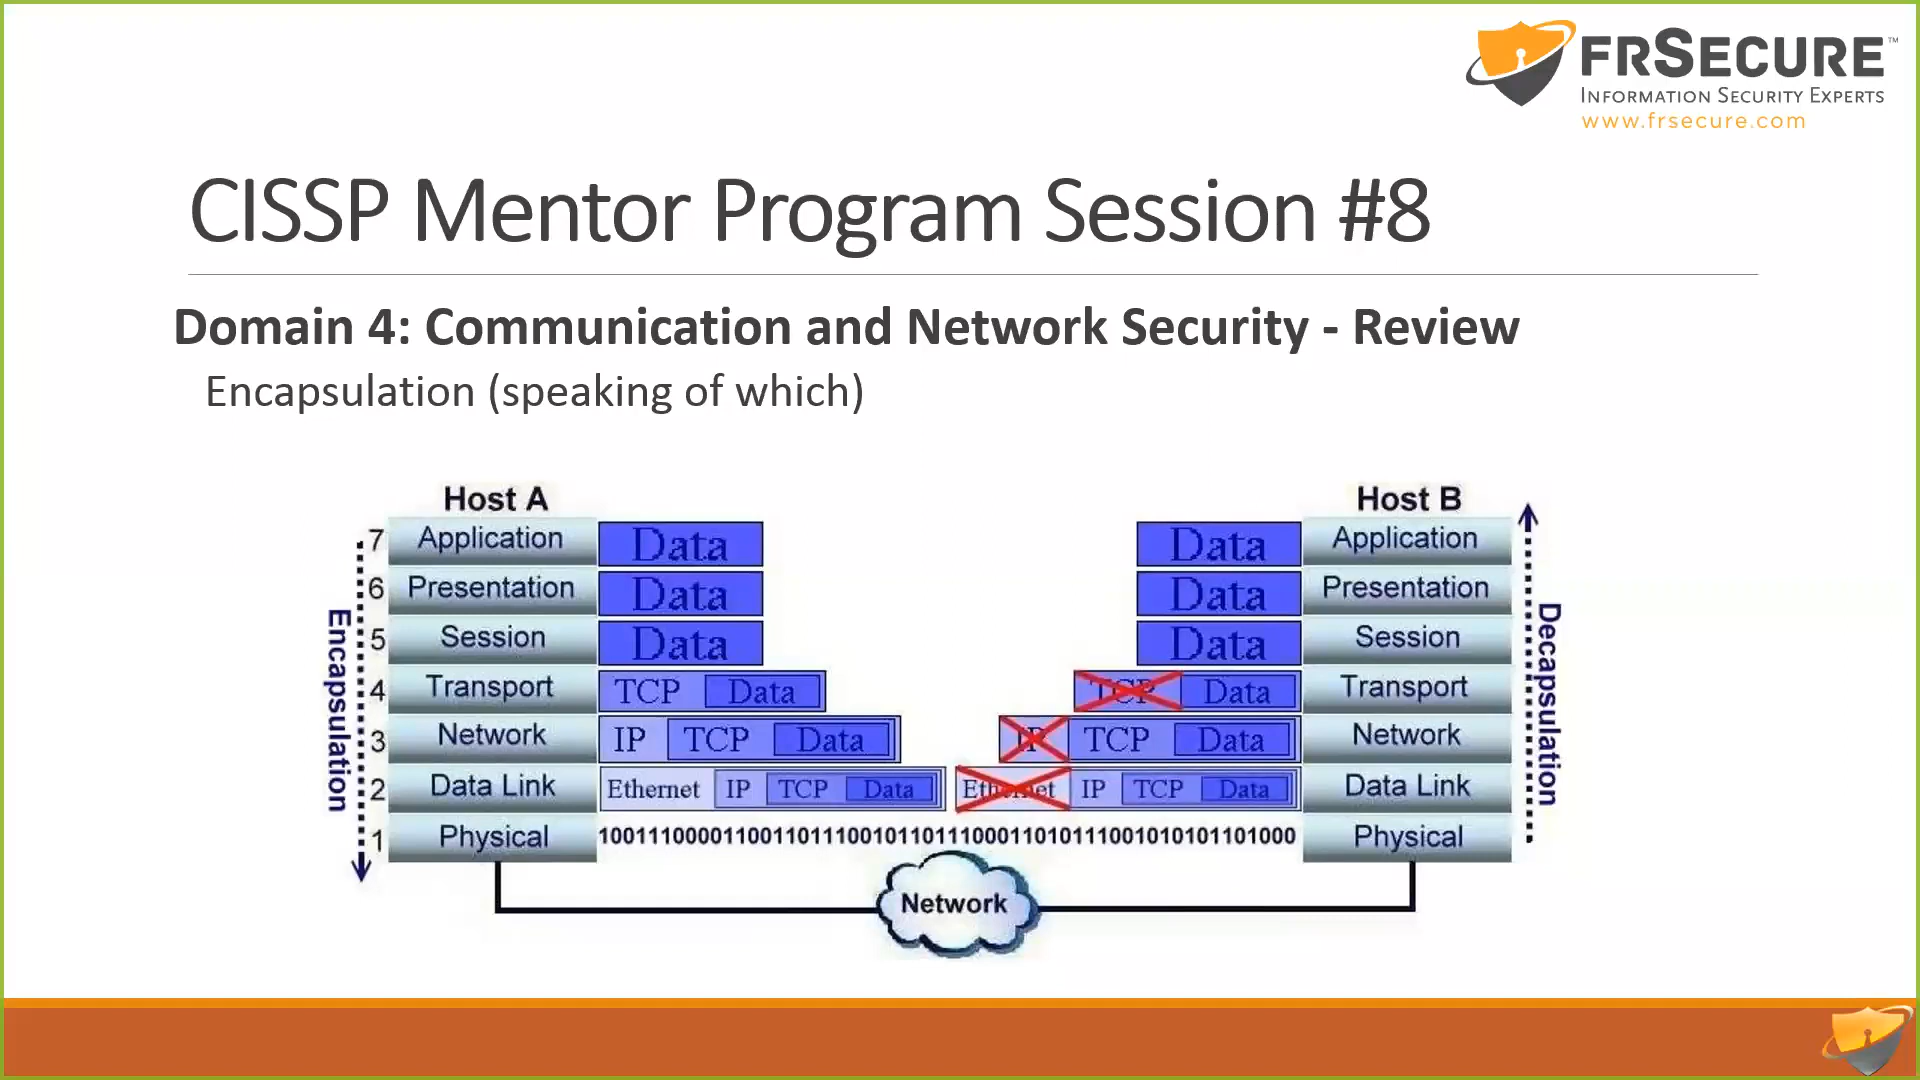 FRSECURE™
INFORMATION SECURITY EXPERTS
www.frsecure.com
CISSP Mentor Program Session #8
Domain 4: Communication and Network Security - Review
Encapsulation (speaking of which)
Host A
Host B
7 Application Data
Data Application
6 Presentation Data
Data Presentation
5 Session Data
Data Session
4 Transport TCP Data
TCP Data Transport
3 Network IP TCP Data
IP TCP Data Network
2 Data Link Ethernet IP TCP Data
Ethernet IP TCP Data Data Link
1 Physical
Physical
Encapsulation
Decapsulation
Network